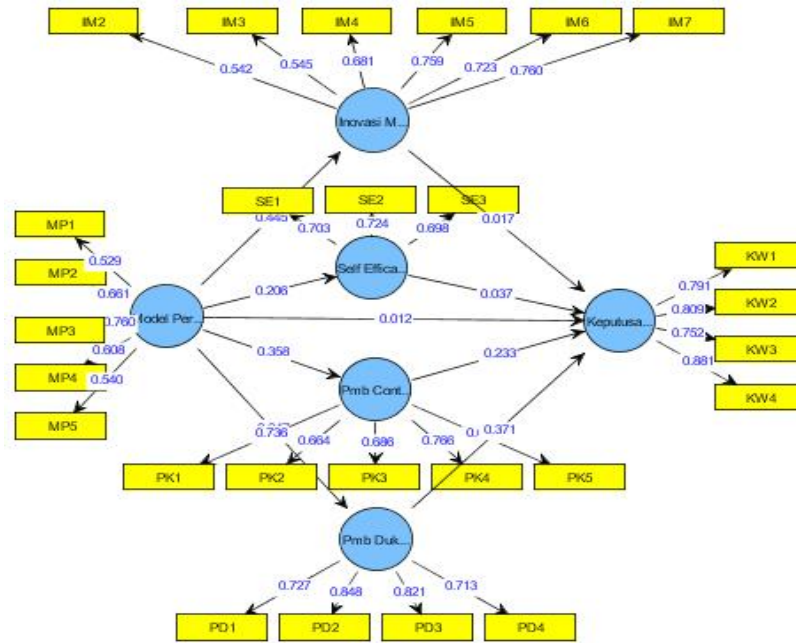 IM2 IM3 IM4 IM5 IM6 IM7
0.542 0.545 0.681 0.759 0.723 0.760
Inovasi M...
SE1 SE2 SE3
0.445 0.703 0.724 0.698 0.017
MP1
MP2
MP3
MP4
MP5
0.529
0.661
0.760
0.608
0.540
Model Per...
Self Effica...
0.206 0.037
0.012
0.358 0.233
Keputusa...
0.791
0.809
0.752
0.881
KW1
KW2
KW3
KW4
Pmb Cont...
0.371
0.736 0.664 0.686 0.766
PK1 PK2 PK3 PK4 PK5
Pmb Duk...
0.727 0.848 0.821 0.713
PD1 PD2 PD3 PD4